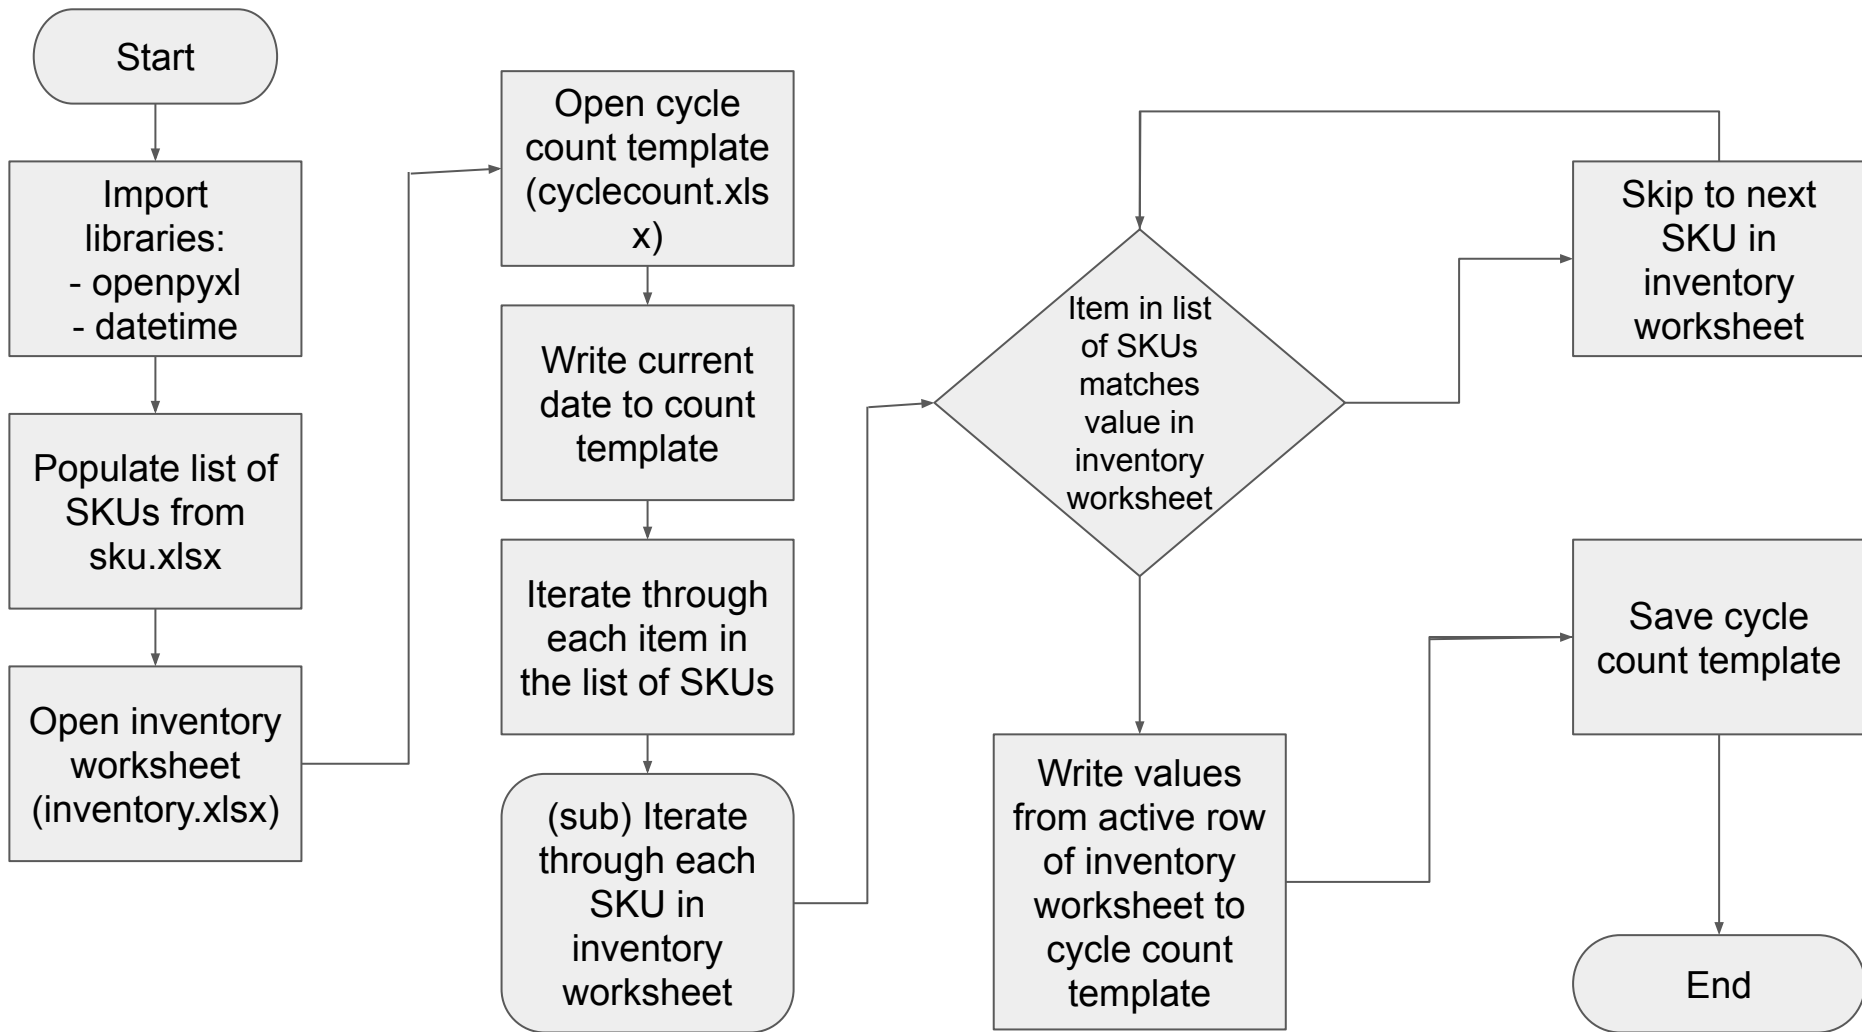 Start
Import
libraries:
- openpyxl
- datetime
Populate list of
SKUs from
sku.xlsx
Open inventory
worksheet
(inventory.xlsx)
Open cycle
count template
(cyclecount.xls
x)
Write current
date to count
template
Iterate through
each item in
the list of SKUs
(sub) Iterate
through each
SKU in
inventory
worksheet
Item in list
of SKUs
matches
value in
inventory
worksheet
Skip to next
SKU in
inventory
worksheet
Write values
from active row
of inventory
worksheet to
cycle count
template
Save cycle
count template
End